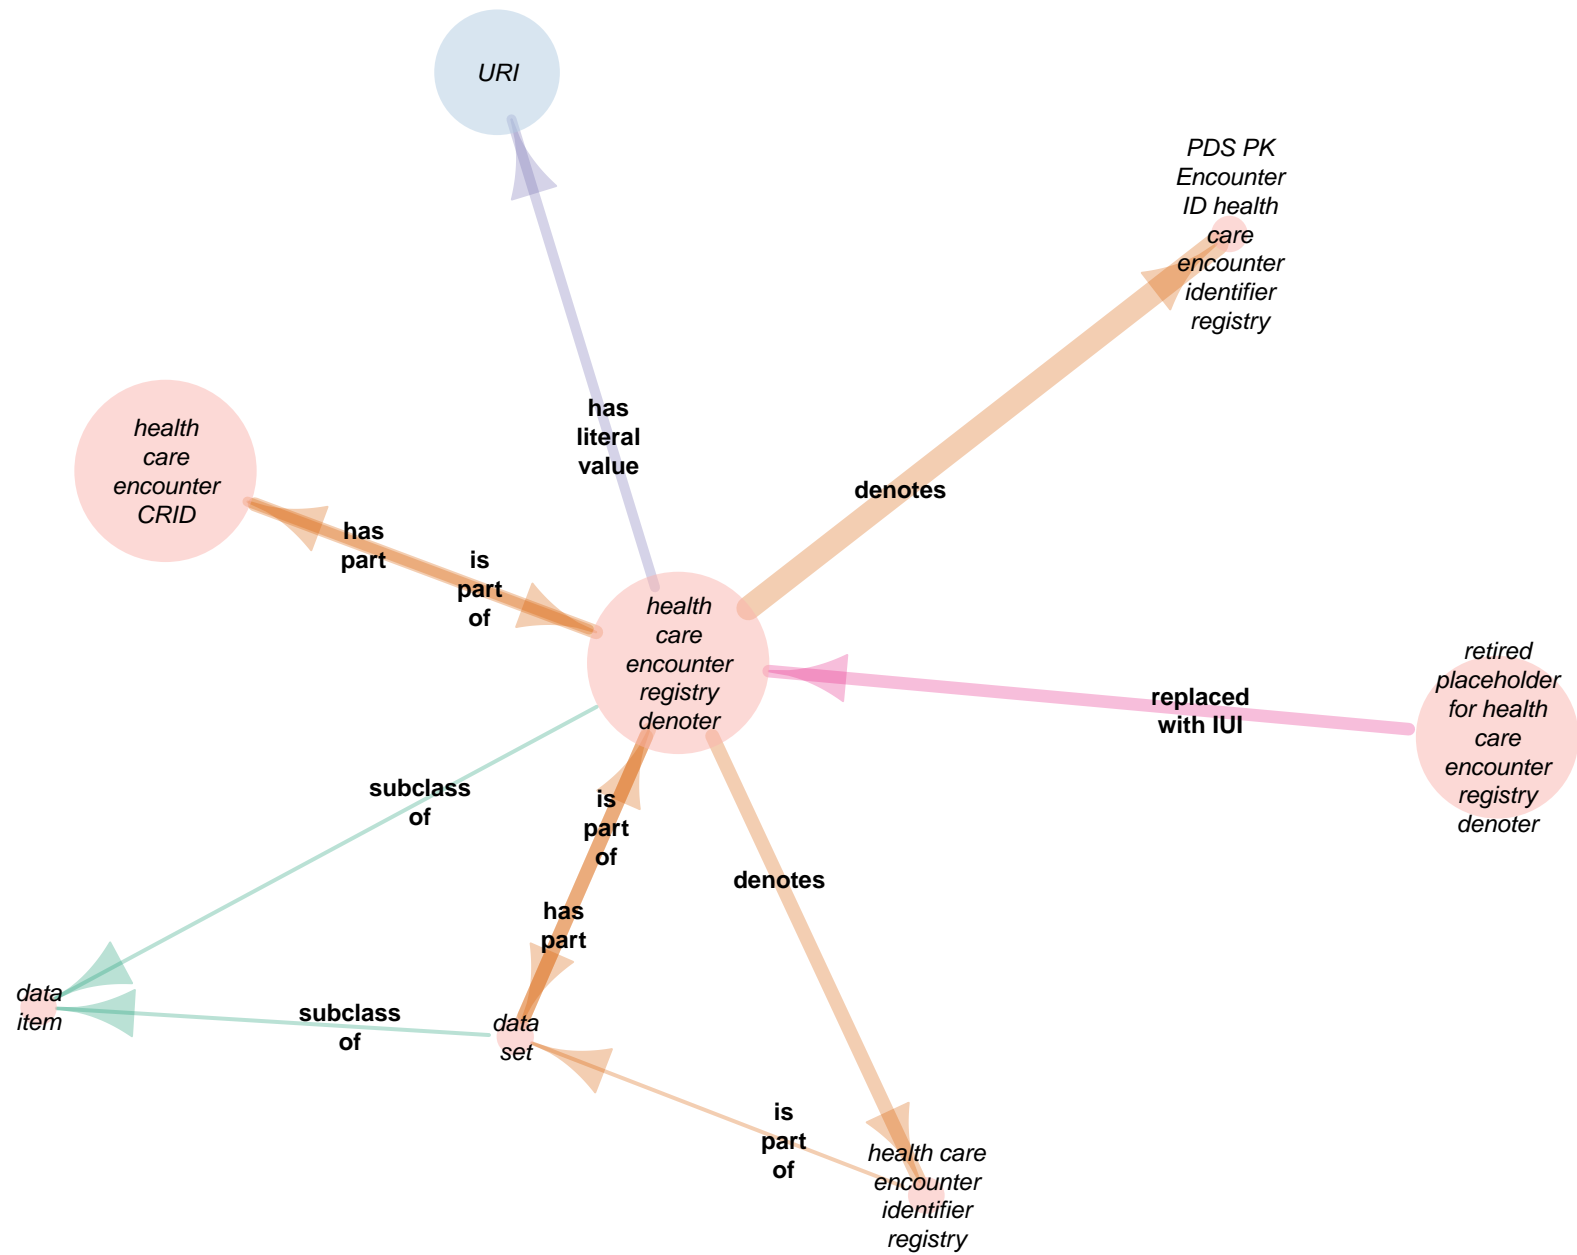 URI
PDS PK
Encounter
ID health
care
encounter
identifier
registry
has
literal
value
health
care
encounter
CRID
denotes
has
part
is
part
of
health
care
encounter
registry
denoter
retired
placeholder
for health
care
encounter
registry
denoter
replaced
with IUI
subclass
of
is
part
of
denotes
has
part
data
item
subclass
of
data
set
is
part
of
health care
encounter
identifier
registry